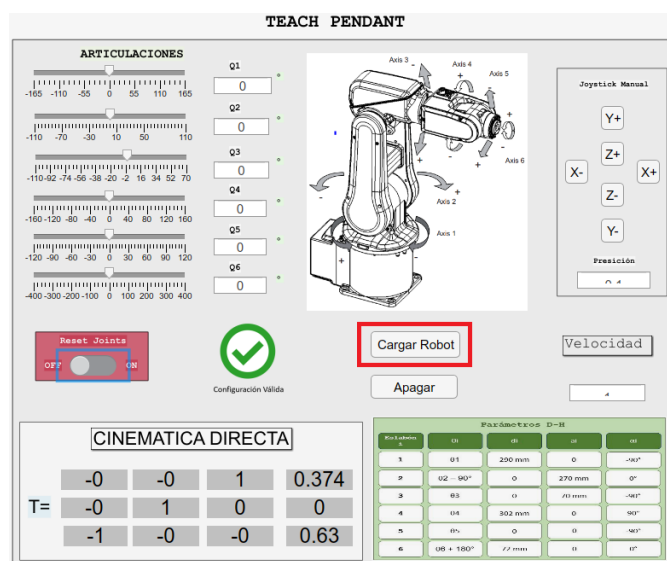 TEACH PENDANT
ARTICULACIONES
-165 -110 -55 0 55 110 165
Q1
0
°
-110 -70 -30 10 50 110
Q2
0
-110-92 -74 -56 -38 -20 -2 16 34 52 70
Q3
0
°
-160-120 -80 -40 0 40 80 120 160
Q4
0
°
-120 -90 -60 -30 0 30 60 90 120
Q5
0
°
-400-300-200-100 0 100 200 300 400
Q6
0
°
Axis 3 - Axis 4
+ Axis 5
-
+
- + Axis 6
- +
Axis 2
Axis 1
+ -
Joystick Manual
Y+
Z+
X- X+
Z-
Y-
Presición
Reset Joints
OFF ON
Configuración Válida
Cargar Robot
Apagar
Velocidad
CINEMATICA DIRECTA
T=
-0 -0 1 0.374
-0 1 0 0
-1 -0 -0 0.63
Parámetros D-H
Eslabón θi di ai αi
1 θ1 290 mm 0 -90°
2 θ2 – 90° 0 270 mm 0°
3 θ3 0 70 mm -90°
4 θ4 302 mm 0 90°
5 θ5 0 0 -90°
6 θ6 + 180° 72 mm 0 0°